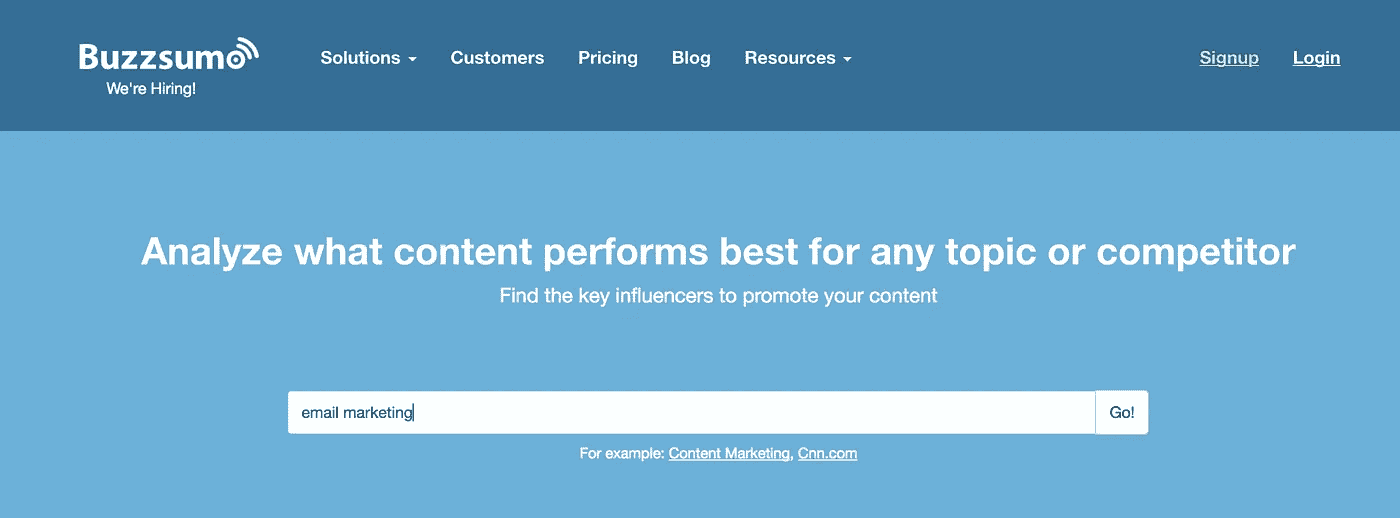 Buzzsumo Solutions Customers Pricing Blog Resources Signup Login
We're Hiring!
Analyze what content performs best for any topic or competitor
Find the key influencers to promote your content
email marketing Go!
For example: Content Marketing, Cnn.com